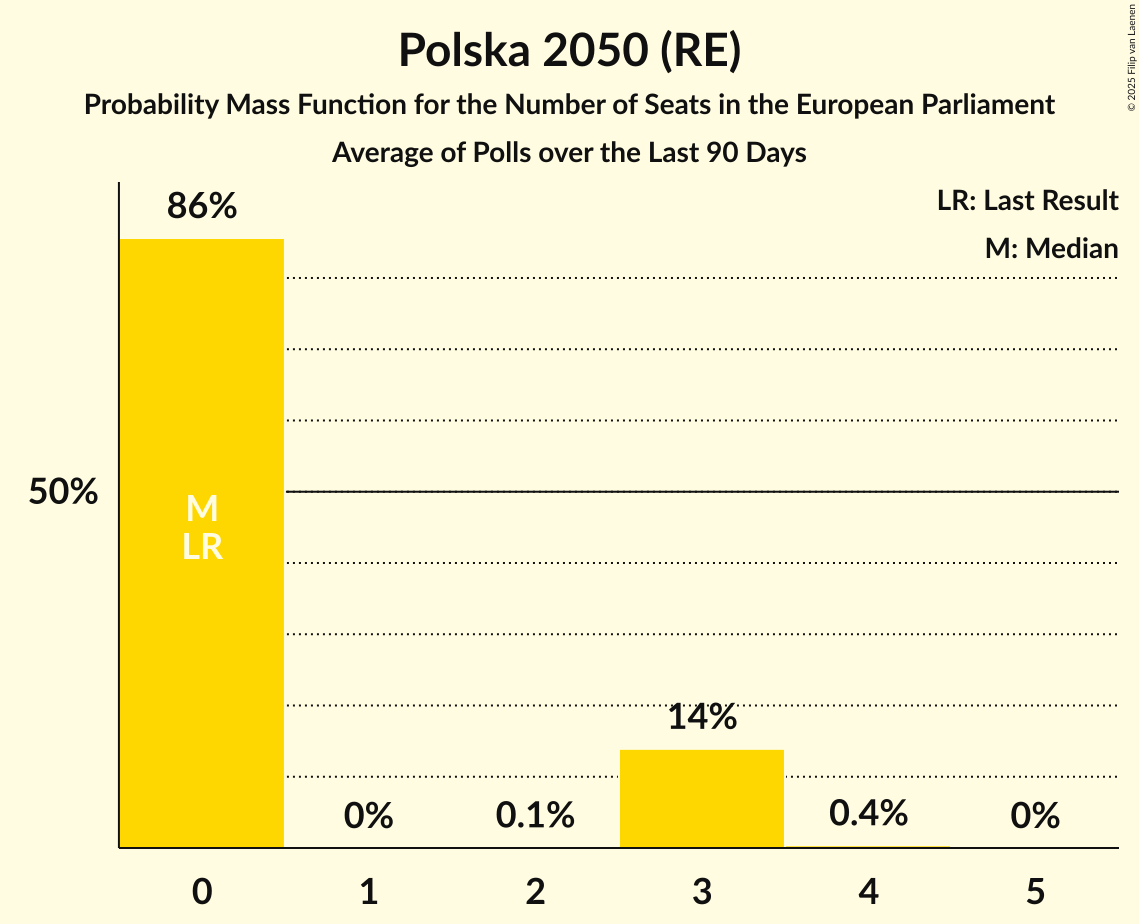 Polska 2050 (RE)
Probability Mass Function for the Number of Seats in the European Parliament
Average of Polls over the Last 90 Days
© 2025 Filip van Laenen
LR: Last Result
M: Median
86%
50%
M
LR
0%
0.1%
14%
0.4%
0%
0
1
2
3
4
5